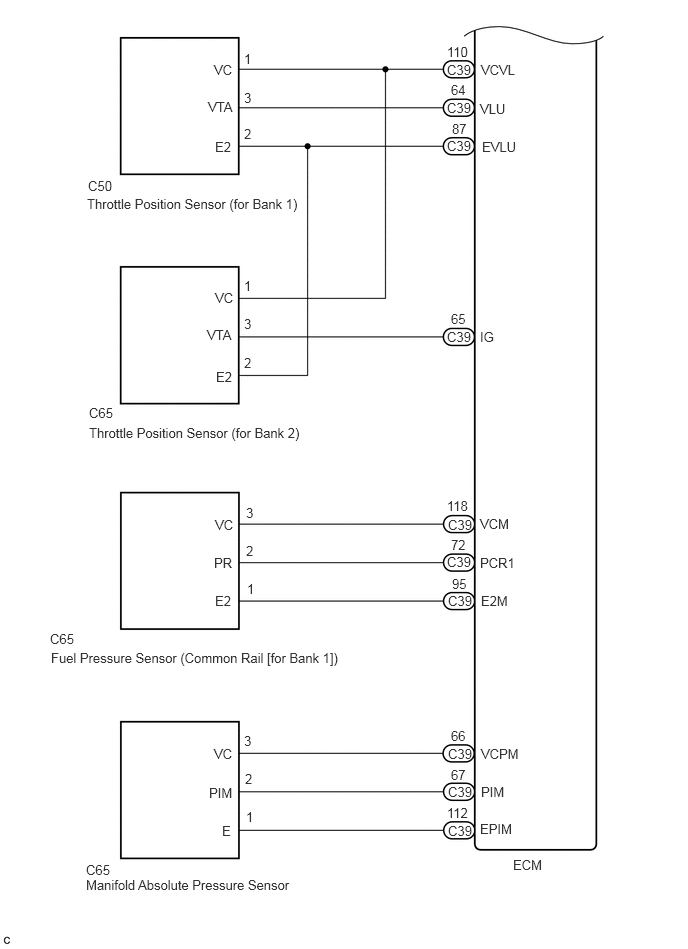 110
VC 1 C39 VCVL
64
VTA 3 C39 VLU
87
E2 2 C39 EVLU
C50
Throttle Position Sensor (for Bank 1)
VC 1
65
VTA 3 C39 IG
E2 2
C65
Throttle Position Sensor (for Bank 2)
118
VC 3 C39 VCM
72
PR 2 C39 PCR1
95
E2 1 C39 E2M
C65
Fuel Pressure Sensor (Common Rail [for Bank 1])
66
VC 3 C39 VCPM
67
PIM 2 C39 PIM
112
E 1 C39 EPIM
ECM
C65
Manifold Absolute Pressure Sensor
c